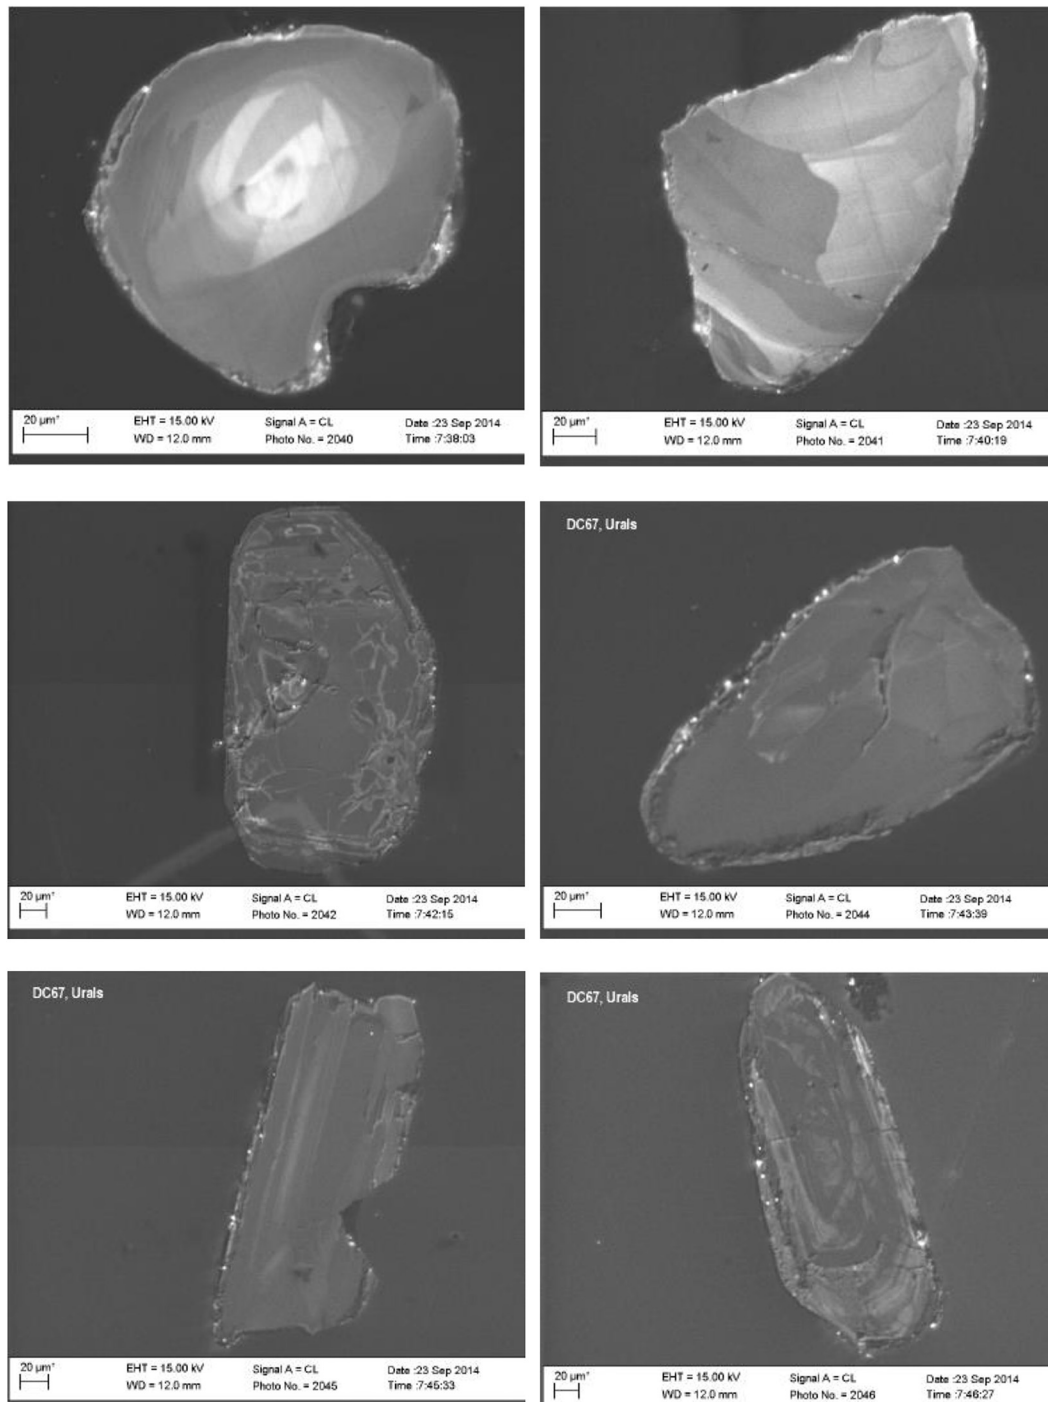 20 µm* EHT = 15.00 kV Signal A = CL Date :23 Sep 2014
WD = 12.0 mm Photo No. = 2040 Time :7:38:03
20 µm* EHT = 15.00 kV Signal A = CL Date :23 Sep 2014
WD = 12.0 mm Photo No. = 2041 Time :7:40:19
20 µm* EHT = 15.00 kV Signal A = CL Date :23 Sep 2014
WD = 12.0 mm Photo No. = 2042 Time :7:42:15
DC67, Urals
20 µm* EHT = 15.00 kV Signal A = CL Date :23 Sep 2014
WD = 12.0 mm Photo No. = 2044 Time :7:43:39
DC67, Urals
20 µm* EHT = 15.00 kV Signal A = CL Date :23 Sep 2014
WD = 12.0 mm Photo No. = 2045 Time :7:45:33
DC67, Urals
20 µm* EHT = 15.00 kV Signal A = CL Date :23 Sep 2014
WD = 12.0 mm Photo No. = 2046 Time :7:46:27